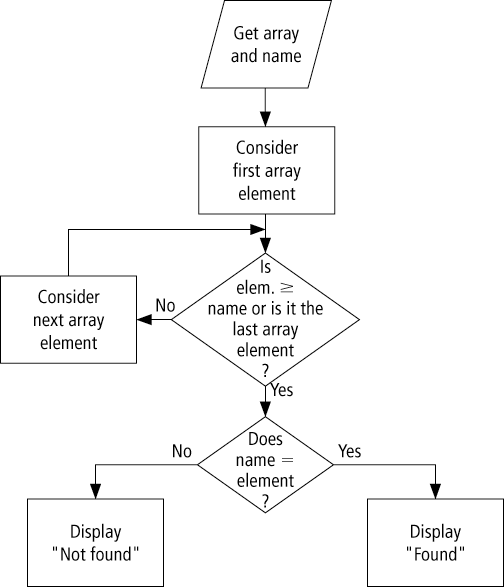 Get array
and name
Consider
first array
element
Is
elem. ≥
name or is it the
last array
element
?
No
Consider
next array
element
Yes
Does
name =
element
?
No
Yes
Display
"Not found"
Display
"Found"